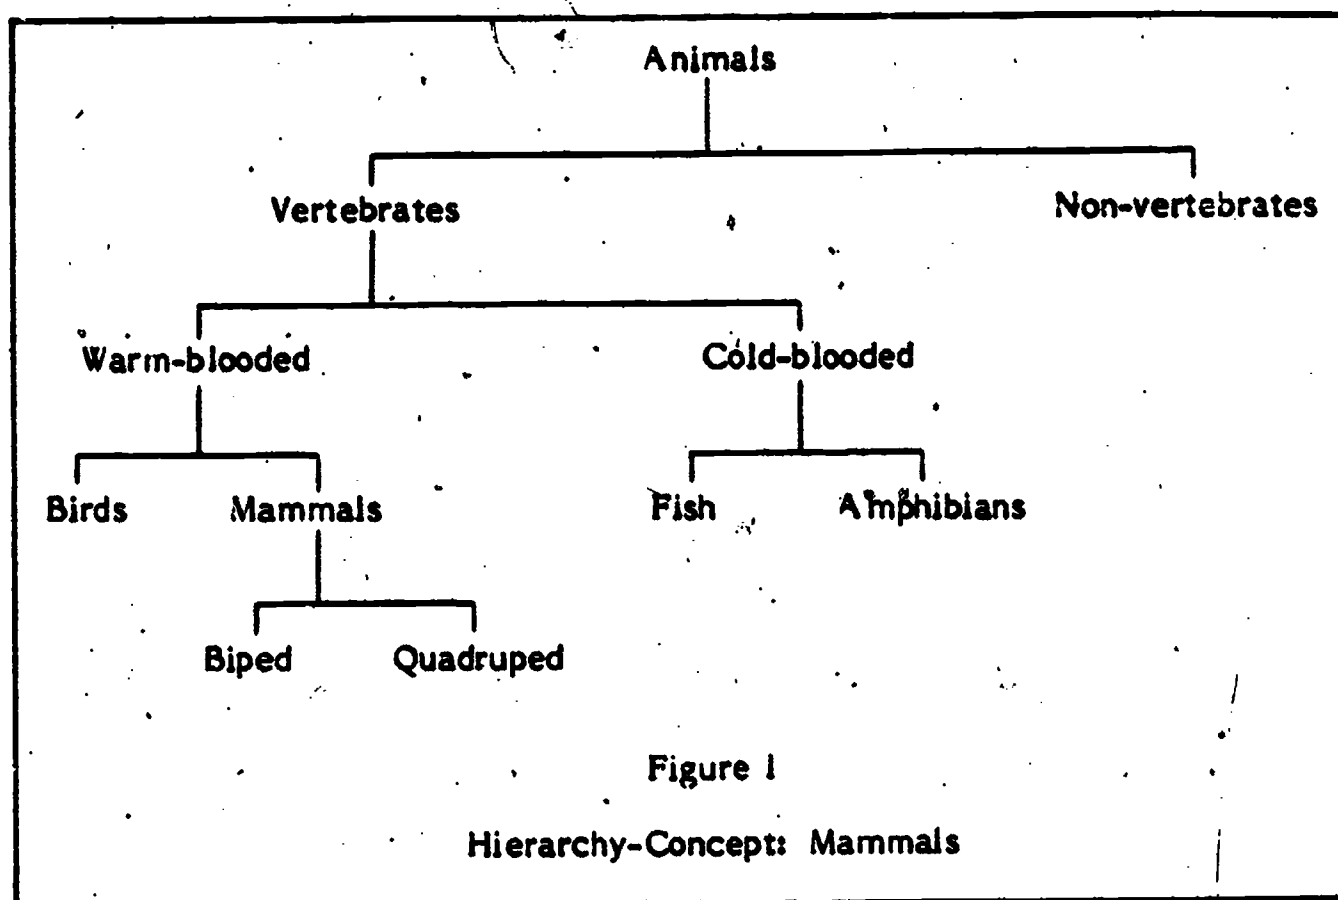 Animals
Vertebrates Non-vertebrates
Warm-blooded Cold-blooded
Birds Mammals Fish Amphibians
Biped Quadruped
Figure 1
Hierarchy-Concept: Mammals